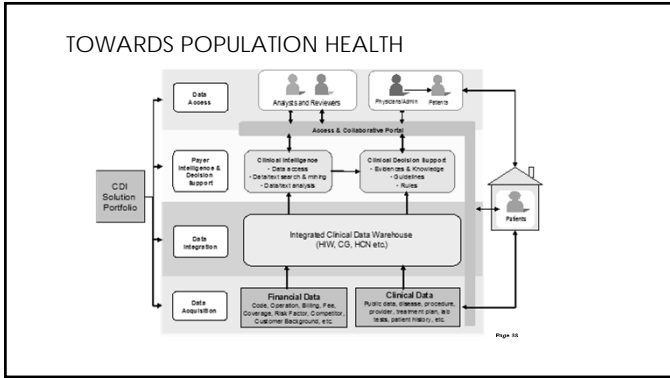 TOWARDS POPULATION HEALTH
Data
Access
Analysts and Reviewers
Physicians/Admin
Patients
Access & Collaborative Portal
CDI
Solution
Portfolio
Payer
Intelligence &
Decision
Support
Clinical Intelligence
- Data access
- Data/text search & mining
- Data/text analysis
Clinical Decision Support
- Evidences & Knowledge
- Guidelines
- Rules
Patients
Data
Integration
Integrated Clinical Data Warehouse
(HIW, CG, HCN etc,)
Data
Acquisition
Financial Data
Code, Operation, Billing, Fee,
Coverage, Risk Factor, Competitor,
Customer Background, etc.
Clinical Data
Public data, disease, procedure,
provider, treatment plan, lab
tests, patient history, etc.